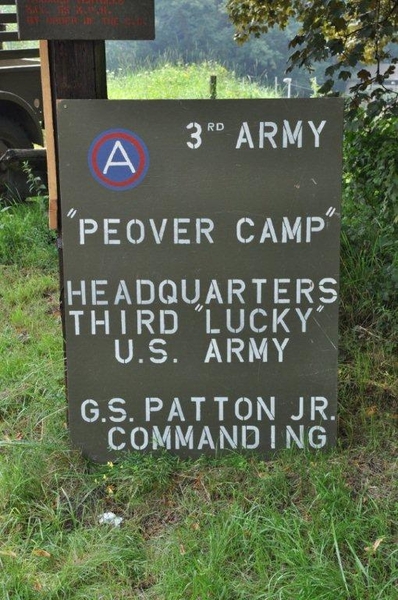 3RD ARMY
A
"PEOVER CAMP"
HEADQUARTERS
THIRD "LUCKY"
U.S. ARMY
G.S. PATTON JR.
COMMANDING